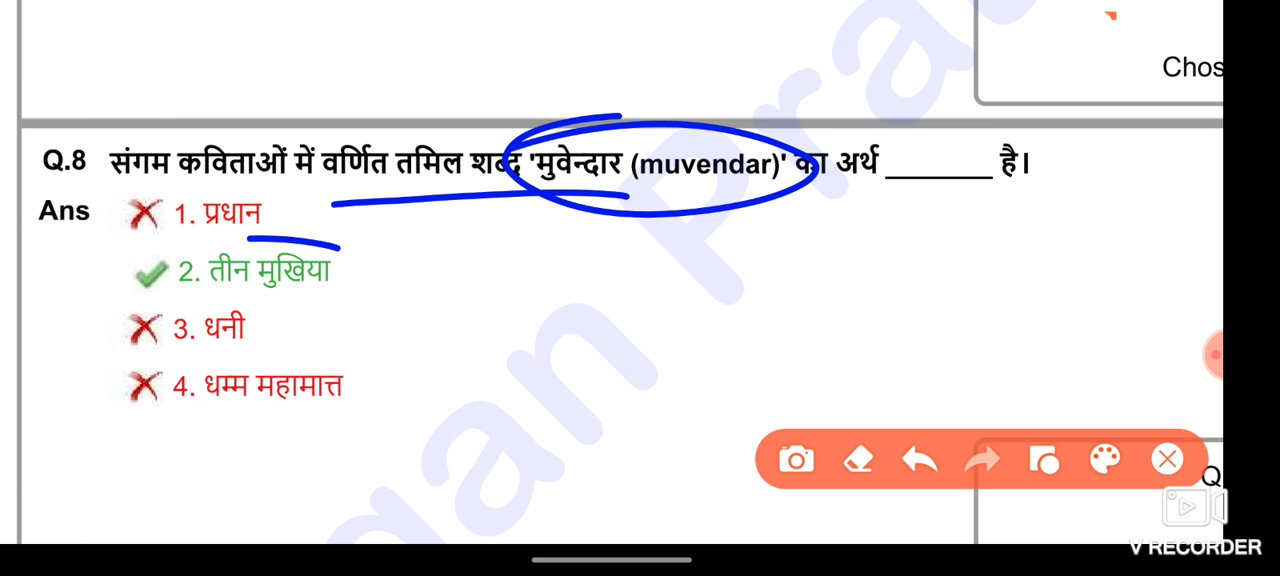 Chos
Q.8 संगम कविताओं में वर्णित तमिल शब्द 'मुवेन्दार (muvendar)' का अर्थ _______ है।
Ans 1. प्रधान
2. तीन मुखिया
3. धनी
4. धम्म महामात्त
Q
V RECORDER